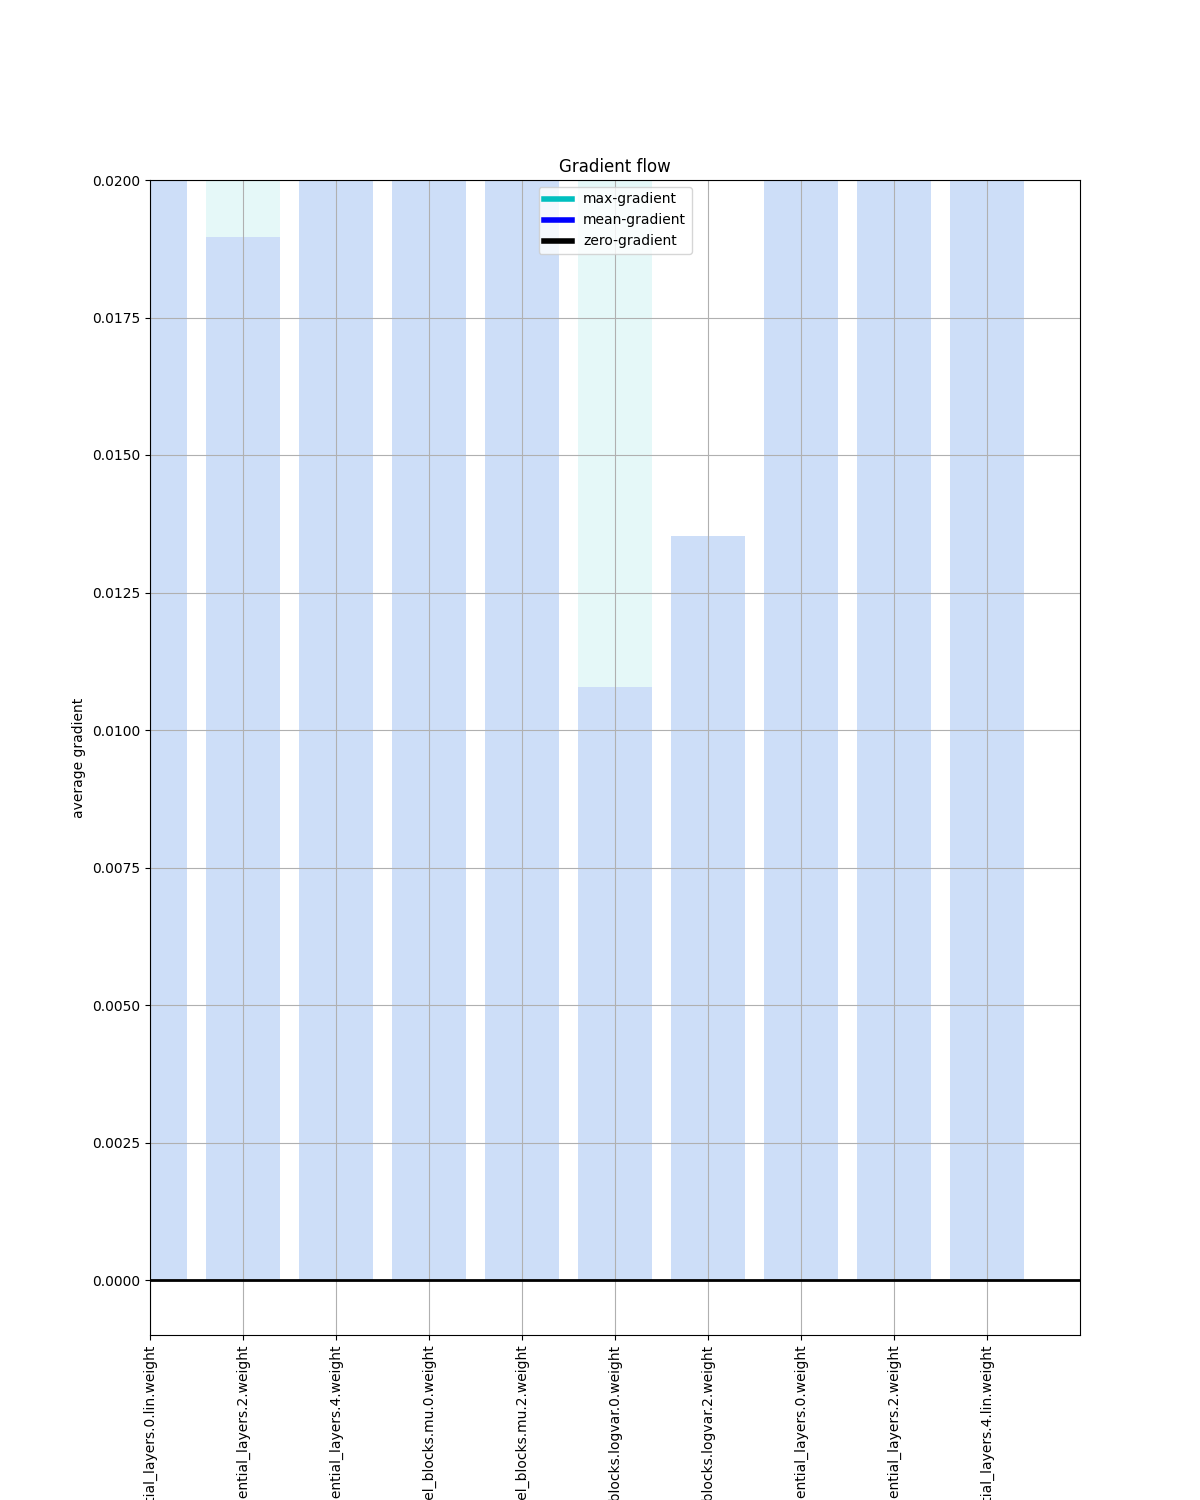 Gradient flow
max-gradient
mean-gradient
zero-gradient
average gradient
0.0200
0.0175
0.0150
0.0125
0.0100
0.0075
0.0050
0.0025
0.0000
tial_layers.0.lin.weight
ential_layers.2.weight
ential_layers.4.weight
el_blocks.mu.0.weight
el_blocks.mu.2.weight
blocks.logvar.0.weight
blocks.logvar.2.weight
ential_layers.0.weight
ential_layers.2.weight
tial_layers.4.lin.weight